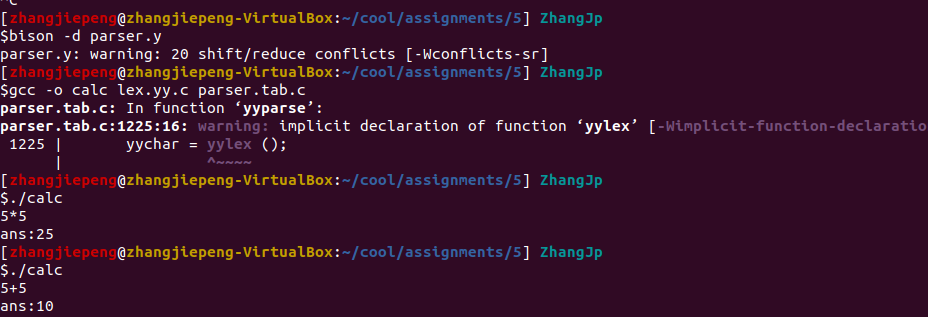 ^C
[zhangjiepeng@zhangjiepeng-VirtualBox:~/cool/assignments/5] ZhangJp
$bison -d parser.y
parser.y: warning: 20 shift/reduce conflicts [-Wconflicts-sr]
[zhangjiepeng@zhangjiepeng-VirtualBox:~/cool/assignments/5] ZhangJp
$gcc -o calc lex.yy.c parser.tab.c
parser.tab.c: In function ‘yyparse’:
parser.tab.c:1225:16: warning: implicit declaration of function ‘yylex’ [-Wimplicit-function-declaratio
 1225 |       yychar = yylex ();
      |                ^~~~~
[zhangjiepeng@zhangjiepeng-VirtualBox:~/cool/assignments/5] ZhangJp
$./calc
5*5
ans:25
[zhangjiepeng@zhangjiepeng-VirtualBox:~/cool/assignments/5] ZhangJp
$./calc
5+5
ans:10